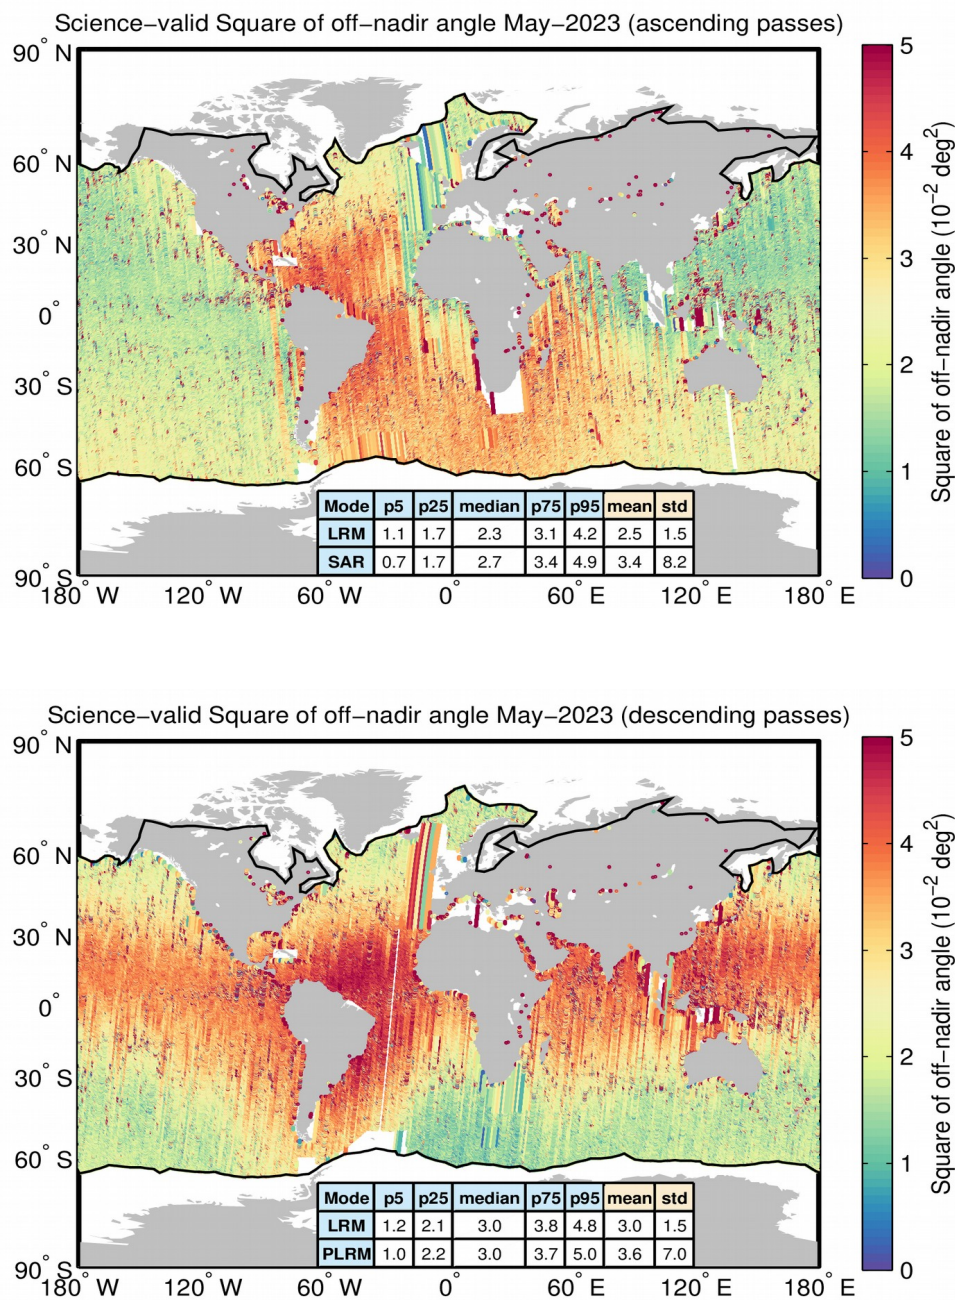 Science−valid Square of off−nadir angle May−2023 (ascending passes)
90° N
60° N
30° N
0°
30° S
60° S
90° S
180° W 120° W 60° W 0 60° E 120° E 180° E
Mode p5 p25 median p75 p95 mean std
LRM 1.1 1.7 2.3 3.1 4.2 2.5 1.5
SAR 0.7 1.7 2.7 3.4 4.9 3.4 8.2
5
4
3
2
1
0
Square of off−nadir angle (10⁻² deg²)
Science−valid Square of off−nadir angle May−2023 (descending passes)
90° N
60° N
30° N
0°
30° S
60° S
90° S
180° W 120° W 60° W 0 60° E 120° E 180° E
Mode p5 p25 median p75 p95 mean std
LRM 1.2 2.1 3.0 3.8 4.8 3.0 1.5
PLRM 1.0 2.2 3.0 3.7 5.0 3.6 7.0
5
4
3
2
1
0
Square of off−nadir angle (10⁻² deg²)